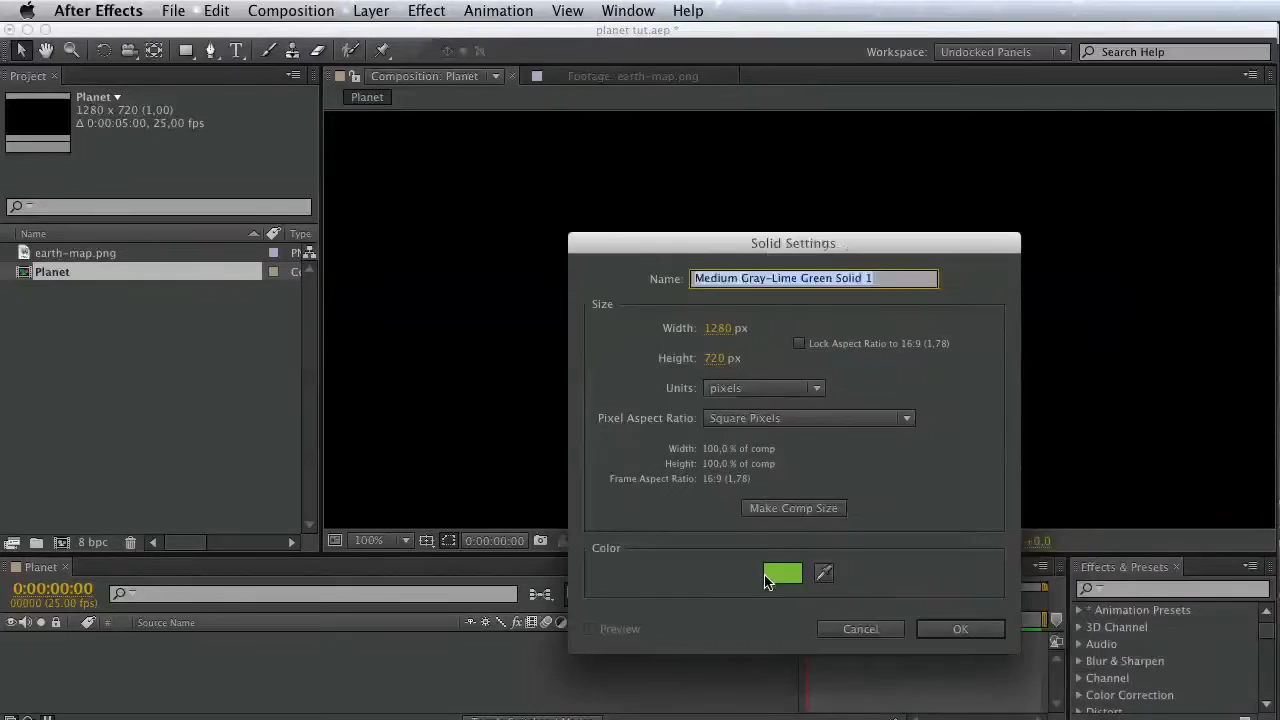 After Effects File Edit Composition Layer Effect Animation View Window Help
planet tut.aep *
Workspace: Undocked Panels Search Help
Project Composition: Planet Footage: earth-map.png
Planet
1280 x 720 (1,00)
Δ 0:00:05:00, 25,00 fps
Planet
Name Type
earth-map.png
Planet
Solid Settings
Name: Medium Gray-Lime Green Solid 1
Size
Width: 1280 px
Lock Aspect Ratio to 16:9 (1,78)
Height: 720 px
Units: pixels
Pixel Aspect Ratio: Square Pixels
Width: 100,0 % of comp
Height: 100,0 % of comp
Frame Aspect Ratio: 16:9 (1,78)
Make Comp Size
Color
Preview Cancel OK
8 bpc 100% 0:00:00:00 +0,0
Planet
0:00:00:00
00000 (25.00 fps)
# Source Name
Effects & Presets
* Animation Presets
3D Channel
Audio
Blur & Sharpen
Channel
Color Correction
Distort